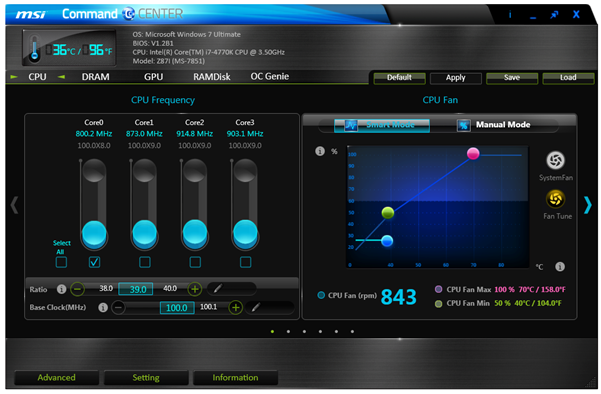 msi Command CENTER i _ X
36°C / 96°F
OS: Microsoft Windows 7 Ultimate
BIOS: V1.2B1
CPU: Intel(R) Core(TM) i7-4770K CPU @ 3.50GHz
Model: Z87I (MS-7851)
CPU DRAM GPU RAMDisk OC Genie Default Apply Save Load
CPU Frequency CPU Fan
Core0 Core1 Core2 Core3
800.2 MHz 873.0 MHz 914.8 MHz 903.1 MHz
100.0X8.0 100.0X9.0 100.0X9.0 100.0X9.0
Smart Mode Manual Mode
i %
100
90
80
70
60
50
40
30
20
10 20 30 40 50 60 70 80 90
°C i
SystemFan
Fan Tune
Select
All
Ratio i 38.0 39.0 40.0
Base Clock(MHz) i 100.0 100.1
CPU Fan (rpm) 843
CPU Fan Max 100 % 70°C / 158.0°F
CPU Fan Min 50 % 40°C / 104.0°F
Advanced Setting Information